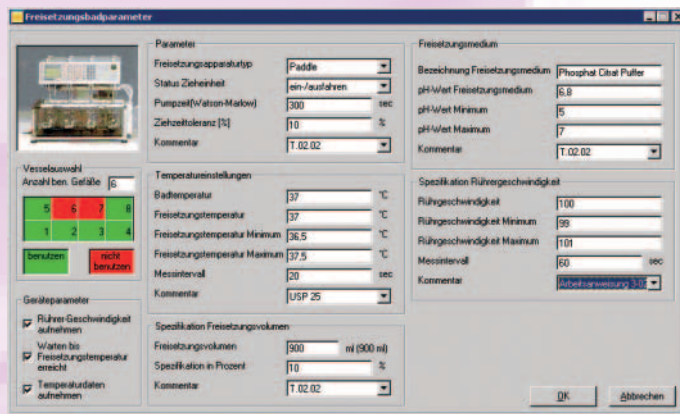 Freisetzungsbadparameter
Parameter
Freisetzungsapparaturtyp Paddle
Status Zieheinheit ein-/ausfahren
Pumpzeit(Watson-Marlow) 300 sec
Ziehzeittoleranz [%] 10 %
Kommentar T.02.02
Freisetzungsmedium
Bezeichnung Freisetzungsmedium Phosphat Citrat Puffer
pH-Wert Freisetzungsmedium 6,8
pH-Wert Minimum 5
pH-Wert Maximum 7
Kommentar T.02.02
Vesselauswahl
Anzahl ben. Gefäße 6
5 6 7 8
1 2 3 4
benutzen nicht benutzen
Temperatureinstellungen
Badtemperatur 37 °C
Freisetzungstemperatur 37 °C
Freisetzungstemperatur Minimum 36,5 °C
Freisetzungstemperatur Maximum 37,5 °C
Messintervall 20 sec
Kommentar USP 25
Spezifikation Rührergeschwindigkeit
Rührgeschwindigkeit 100
Rührgeschwindigkeit Minimum 99
Rührgeschwindigkeit Maximum 101
Messintervall 60 sec
Kommentar Arbeitsanweisung 3-02
Geräteparameter
Rührer-Geschwindigkeit
aufnehmen
Warten bis
Freisetzungstemperatur
erreicht
Temperaturdaten
aufnehmen
Spezifikation Freisetzungsvolumen
Freisetzungsvolumen 900 ml (900 ml)
Spezifikation in Prozent 10 %
Kommentar T.02.02
OK Abbrechen